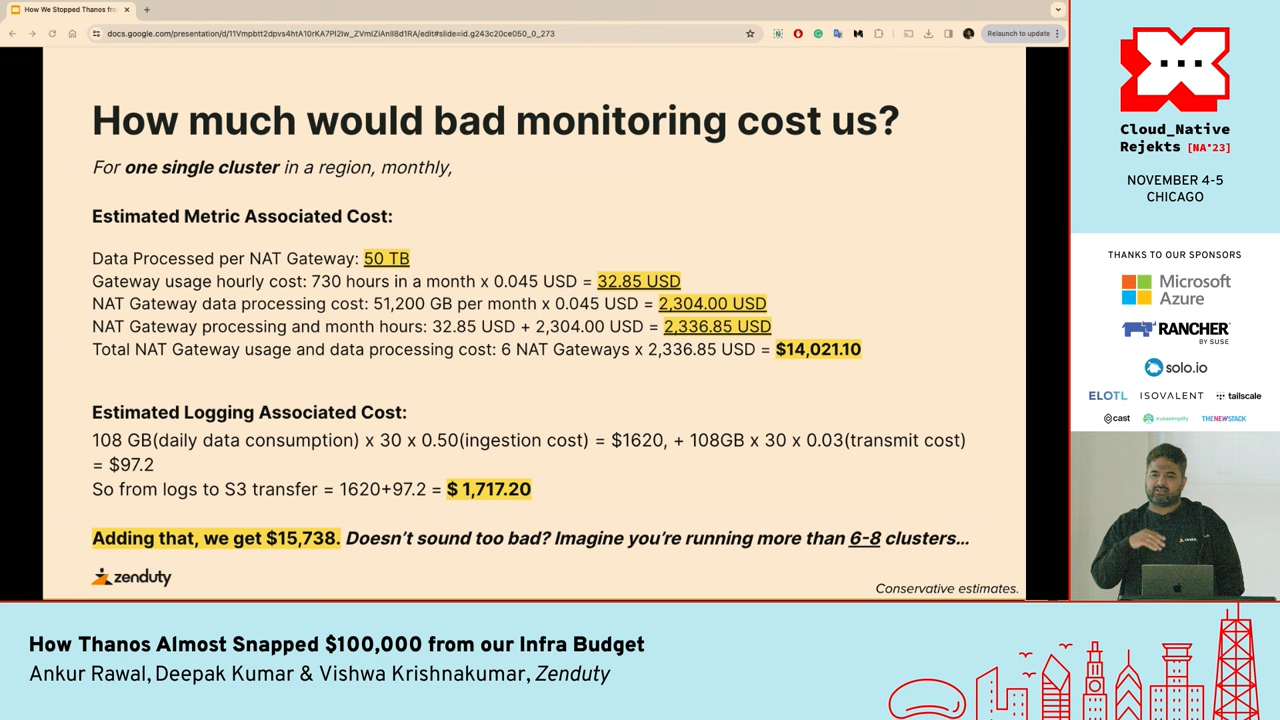 How We Stopped Thanos fro
docs.google.com/presentation/d/11Vmpbtt2dpvs4htA10rKA7Pl2Iw_ZVmIZiAnII8d1RA/edit#slide=id.g243c20ce050_0_273
Relaunch to update
How much would bad monitoring cost us?
For one single cluster in a region, monthly,
Estimated Metric Associated Cost:
Data Processed per NAT Gateway: 50 TB
Gateway usage hourly cost: 730 hours in a month x 0.045 USD = 32.85 USD
NAT Gateway data processing cost: 51,200 GB per month x 0.045 USD = 2,304.00 USD
NAT Gateway processing and month hours: 32.85 USD + 2,304.00 USD = 2,336.85 USD
Total NAT Gateway usage and data processing cost: 6 NAT Gateways x 2,336.85 USD = $14,021.10
Estimated Logging Associated Cost:
108 GB(daily data consumption) x 30 x 0.50(ingestion cost) = $1620, + 108GB x 30 x 0.03(transmit cost)
= $97.2
So from logs to S3 transfer = 1620+97.2 = $ 1,717.20
Adding that, we get $15,738. Doesn't sound too bad? Imagine you're running more than 6-8 clusters...
zenduty
Conservative estimates.
Cloud_Native
Rejekts [NA'23]
NOVEMBER 4-5
CHICAGO
THANKS TO OUR SPONSORS
Microsoft
Azure
RANCHER
BY SUSE
solo.io
ELOTL ISOVALENT tailscale
cast Kubesimplify THENEWSTACK
zenduty
How Thanos Almost Snapped $100,000 from our Infra Budget
Ankur Rawal, Deepak Kumar & Vishwa Krishnakumar, Zenduty